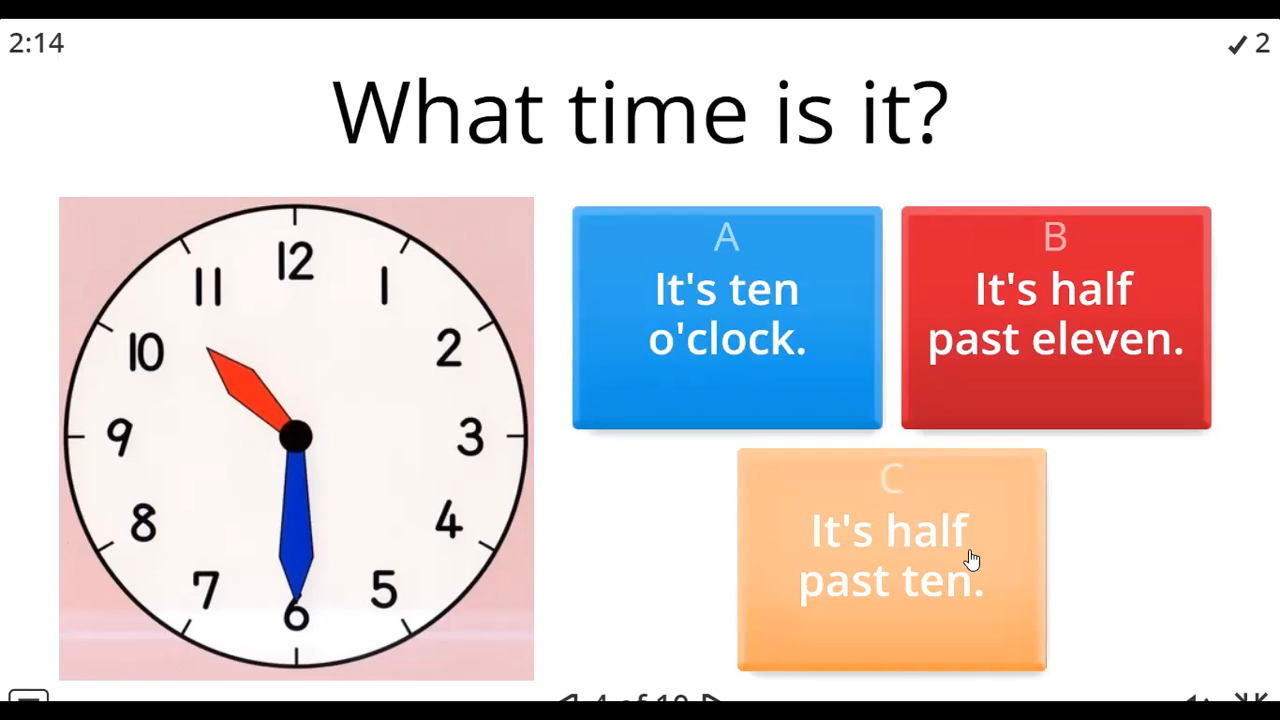 2:14
✓ 2
What time is it?
12
11
1
10
2
9
3
8
4
7
5
6
A
It's ten
o'clock.
B
It's half
past eleven.
C
It's half
past ten.